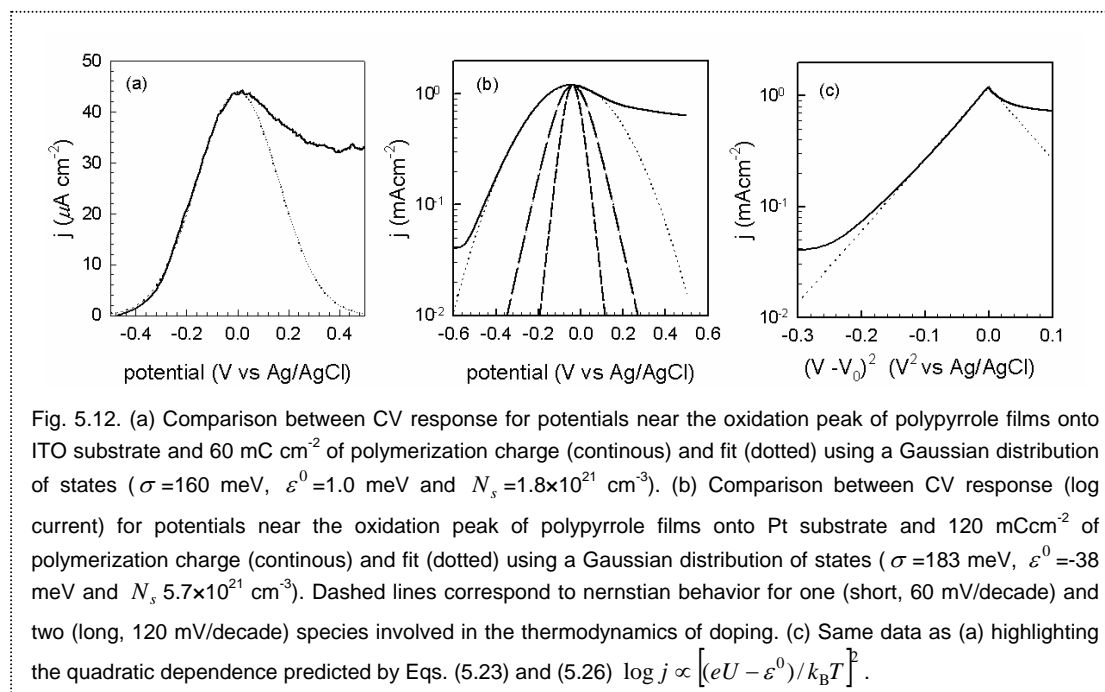 50
40
30
20
10
0
(a)
j (μA cm-2)
-0.4 -0.2 0.0 0.2 0.4
potential (V vs Ag/AgCl)
(b)
100
10-1
10-2
j (mAcm-2)
-0.6 -0.4 -0.2 0.0 0.2 0.4 0.6
potential (V vs Ag/AgCl)
(c)
100
10-1
10-2
j (mAcm-2)
-0.3 -0.2 -0.1 0.0 0.1
(V -V0)2 (V2 vs Ag/AgCl)
Fig. 5.12. (a) Comparison between CV response for potentials near the oxidation peak of polypyrrole films onto
ITO substrate and 60 mC cm-2 of polymerization charge (continous) and fit (dotted) using a Gaussian distribution
of states ( σ =160 meV, ε0 =1.0 meV and Ns =1.8×1021 cm-3). (b) Comparison between CV response (log
current) for potentials near the oxidation peak of polypyrrole films onto Pt substrate and 120 mCcm-2 of
polymerization charge (continous) and fit (dotted) using a Gaussian distribution of states ( σ =183 meV, ε0 =-38
meV and Ns 5.7×1021 cm-3). Dashed lines correspond to nernstian behavior for one (short, 60 mV/decade) and
two (long, 120 mV/decade) species involved in the thermodynamics of doping. (c) Same data as (a) highlighting
the quadratic dependence predicted by Eqs. (5.23) and (5.26) log j ∝ [(eU − ε0)/ kBT]2.